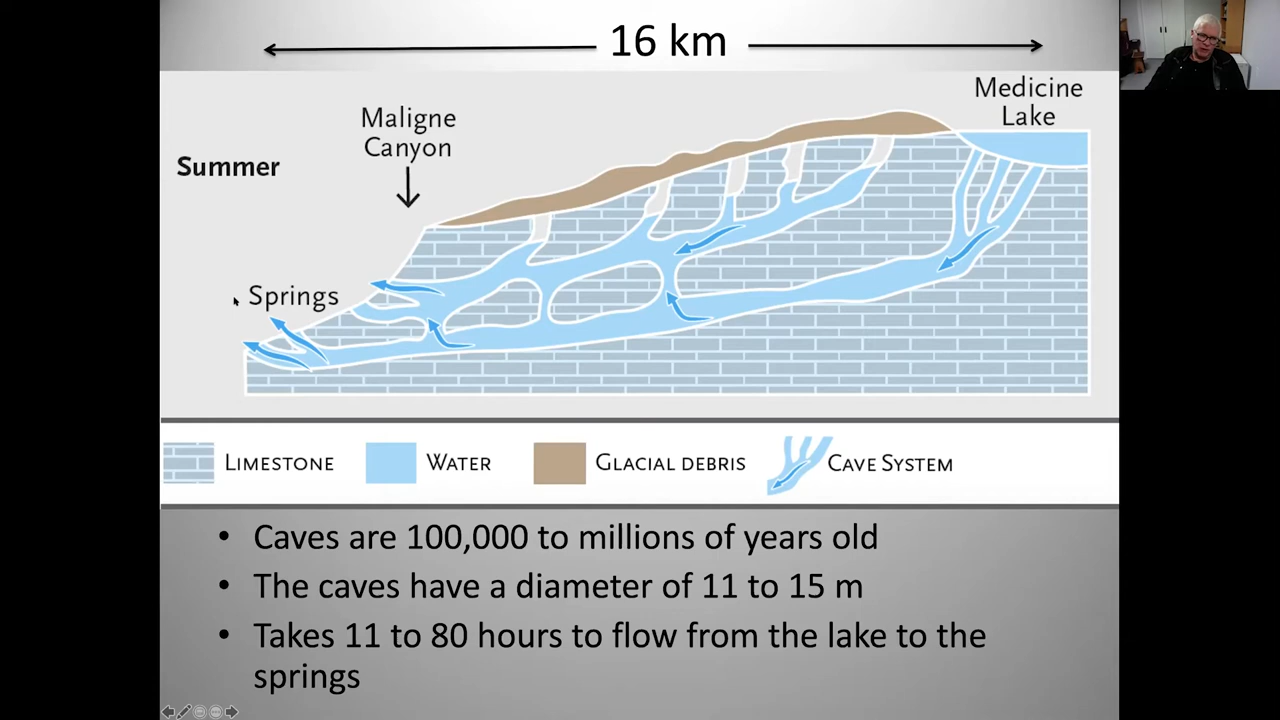 16 km
Medicine
Lake
Maligne
Canyon
Summer
Springs
LIMESTONE
WATER
GLACIAL DEBRIS
CAVE SYSTEM
• Caves are 100,000 to millions of years old
• The caves have a diameter of 11 to 15 m
• Takes 11 to 80 hours to flow from the lake to the
springs